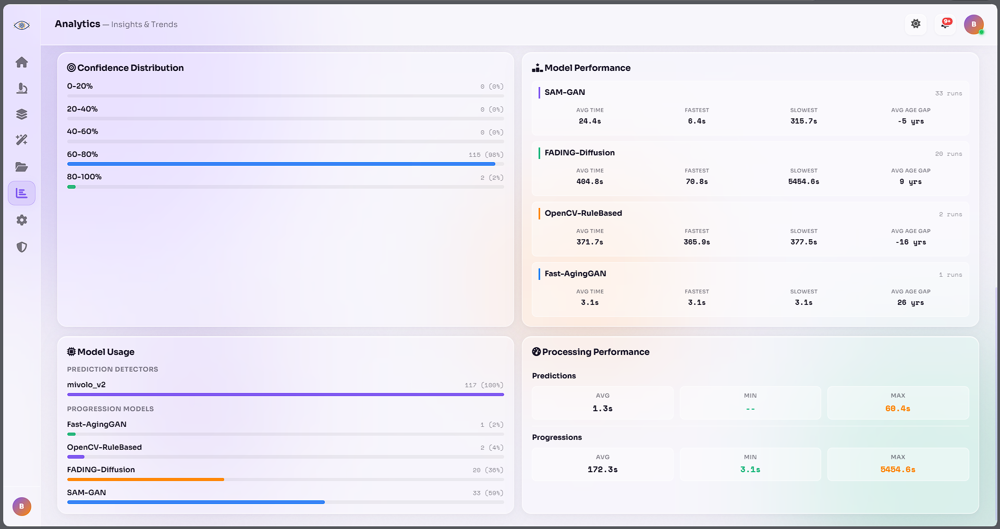 Analytics — Insights & Trends
9+
B
Confidence Distribution
0-20%
0 (0%)
20-40%
0 (0%)
40-60%
0 (0%)
60-80%
115 (98%)
80-100%
2 (2%)
Model Performance
SAM-GAN
33 runs
AVG TIME FASTEST SLOWEST AVG AGE GAP
24.4s 6.4s 315.7s -5 yrs
FADING-Diffusion
20 runs
AVG TIME FASTEST SLOWEST AVG AGE GAP
404.8s 70.8s 5454.6s 9 yrs
OpenCV-RuleBased
2 runs
AVG TIME FASTEST SLOWEST AVG AGE GAP
371.7s 365.9s 377.5s -16 yrs
Fast-AgingGAN
1 runs
AVG TIME FASTEST SLOWEST AVG AGE GAP
3.1s 3.1s 3.1s 26 yrs
Model Usage
PREDICTION DETECTORS
mivolo_v2
117 (100%)
PROGRESSION MODELS
Fast-AgingGAN
1 (2%)
OpenCV-RuleBased
2 (4%)
FADING-Diffusion
20 (36%)
SAM-GAN
33 (59%)
Processing Performance
Predictions
AVG MIN MAX
1.3s -- 60.4s
Progressions
AVG MIN MAX
172.3s 3.1s 5454.6s
B